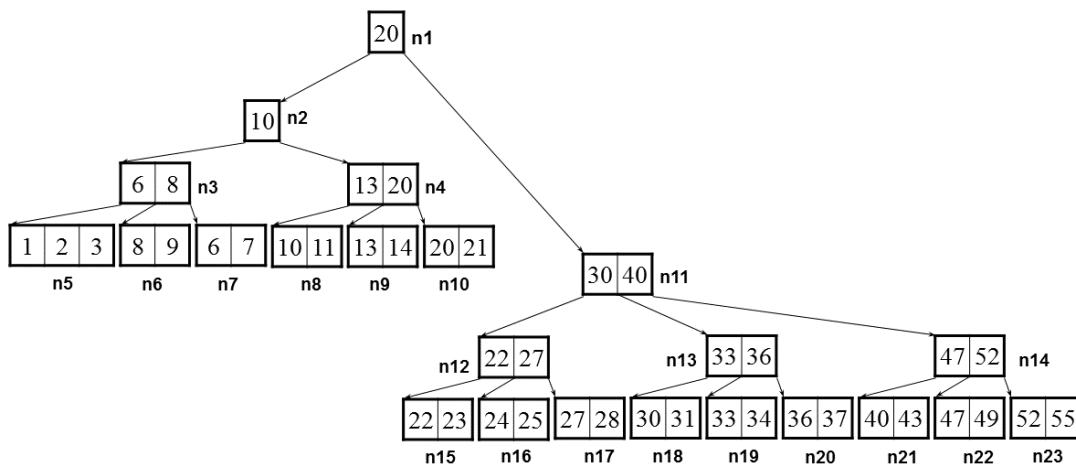 20 n1
10 n2
6 8 n3 13 20 n4
1 2 3 8 9 6 7 10 11 13 14 20 21
n5 n6 n7 n8 n9 n10
30 40 n11
n12 22 27 n13 33 36 47 52 n14
22 23 24 25 27 28 30 31 33 34 36 37 40 43 47 49 52 55
n15 n16 n17 n18 n19 n20 n21 n22 n23